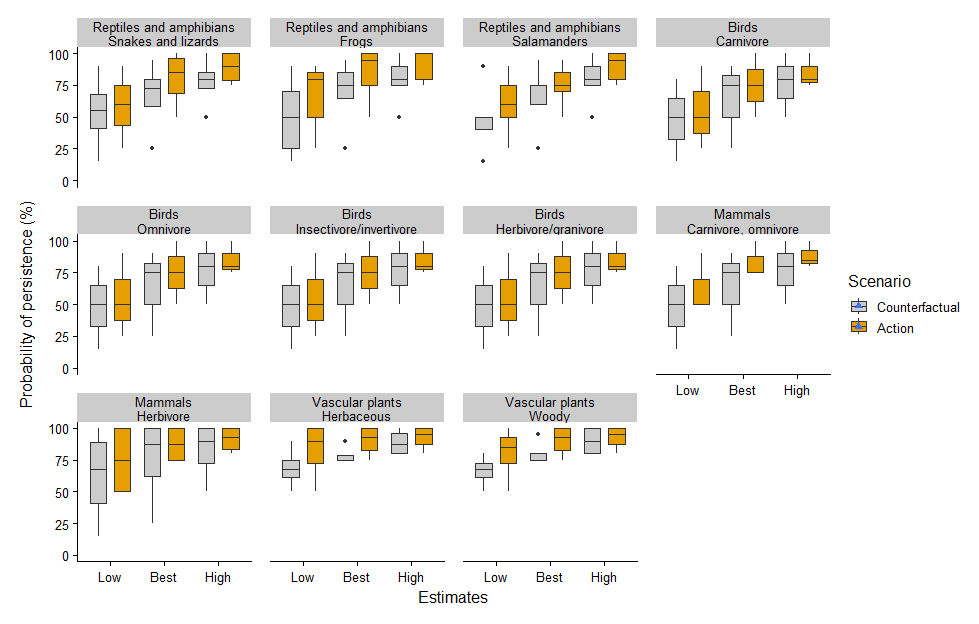 Reptiles and amphibians
Snakes and lizards
Reptiles and amphibians
Frogs
Reptiles and amphibians
Salamanders
Birds
Carnivore
100
75
50
25
0
Birds
Omnivore
Birds
Insectivore/invertivore
Birds
Herbivore/granivore
Mammals
Carnivore, omnivore
100
75
50
25
0
Low
Best
High
Mammals
Herbivore
Vascular plants
Herbaceous
Vascular plants
Woody
100
75
50
25
0
Low
Best
High
Low
Best
High
Low
Best
High
Estimates
Probability of persistence (%)
Scenario
Counterfactual
Action